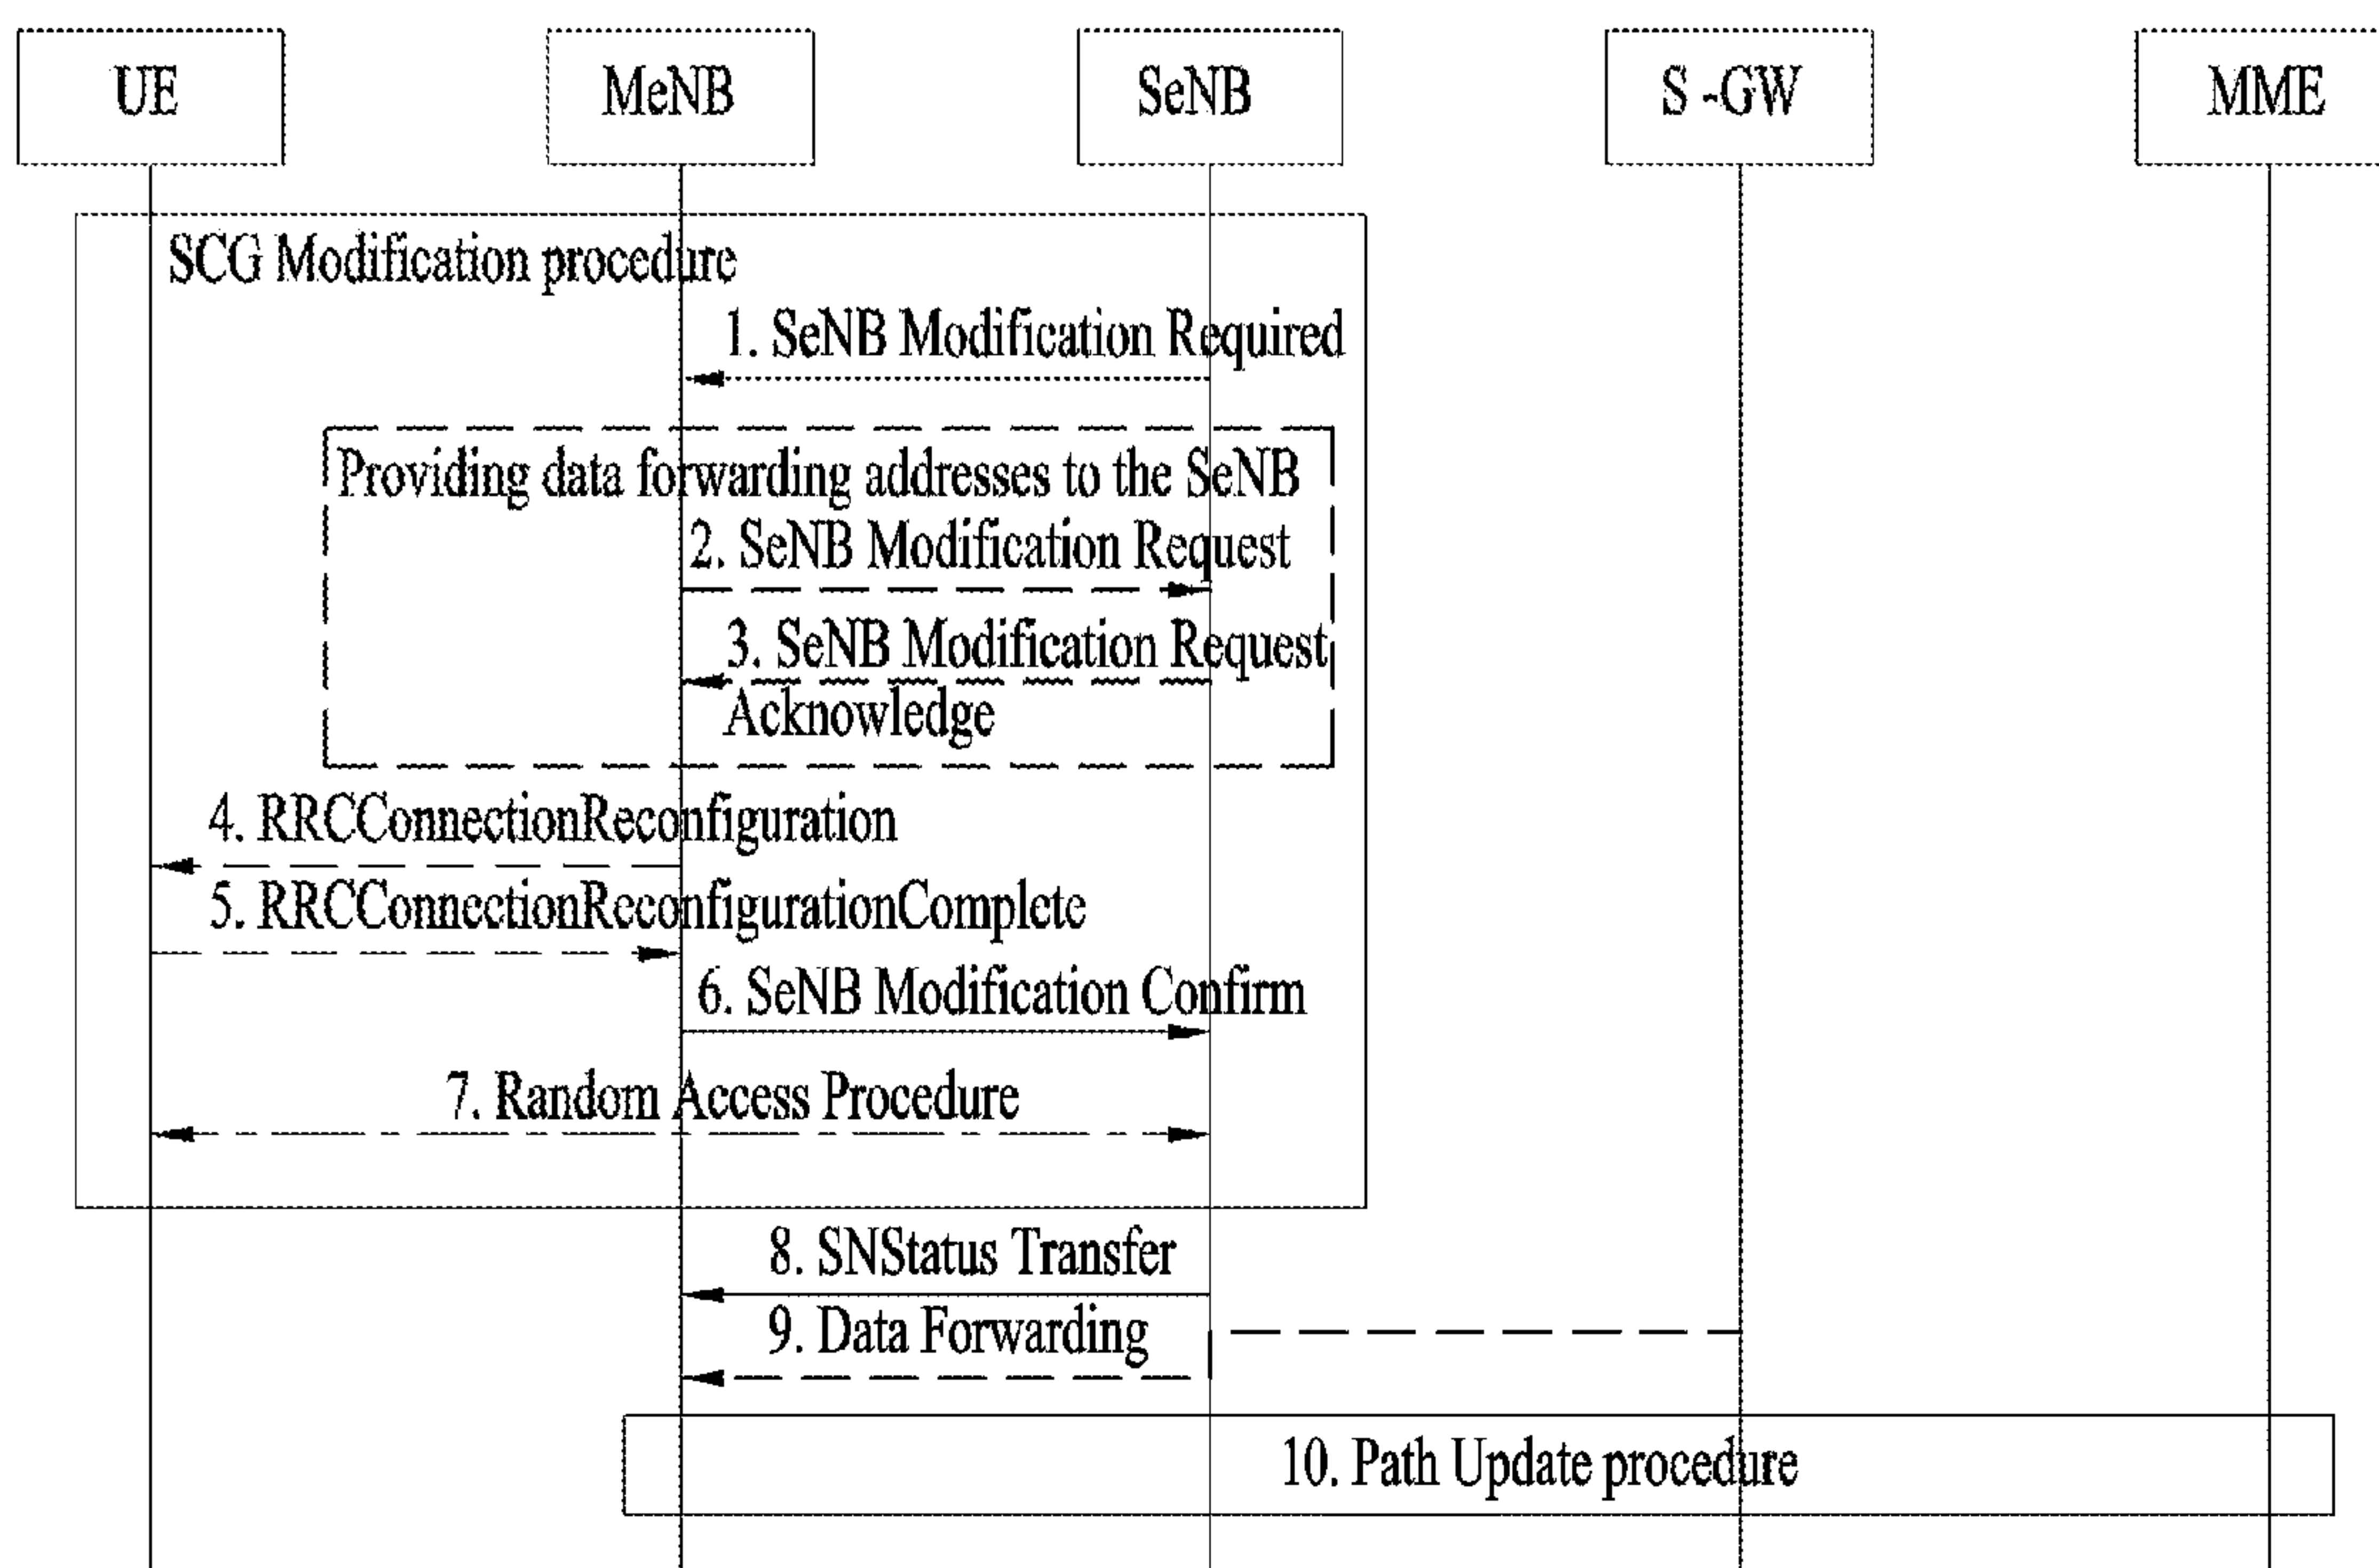 UE
MeNB
SeNB
S -GW
MME
SCG Modification procedure
1. SeNB Modification Required
Providing data forwarding addresses to the SeNB
2. SeNB Modification Request
3. SeNB Modification Request
Acknowledge
4. RRCConnectionReconfiguration
5. RRCConnectionReconfigurationComplete
6. SeNB Modification Confirm
7. Random Access Procedure
8. SNStatus Transfer
9. Data Forwarding
10. Path Update procedure